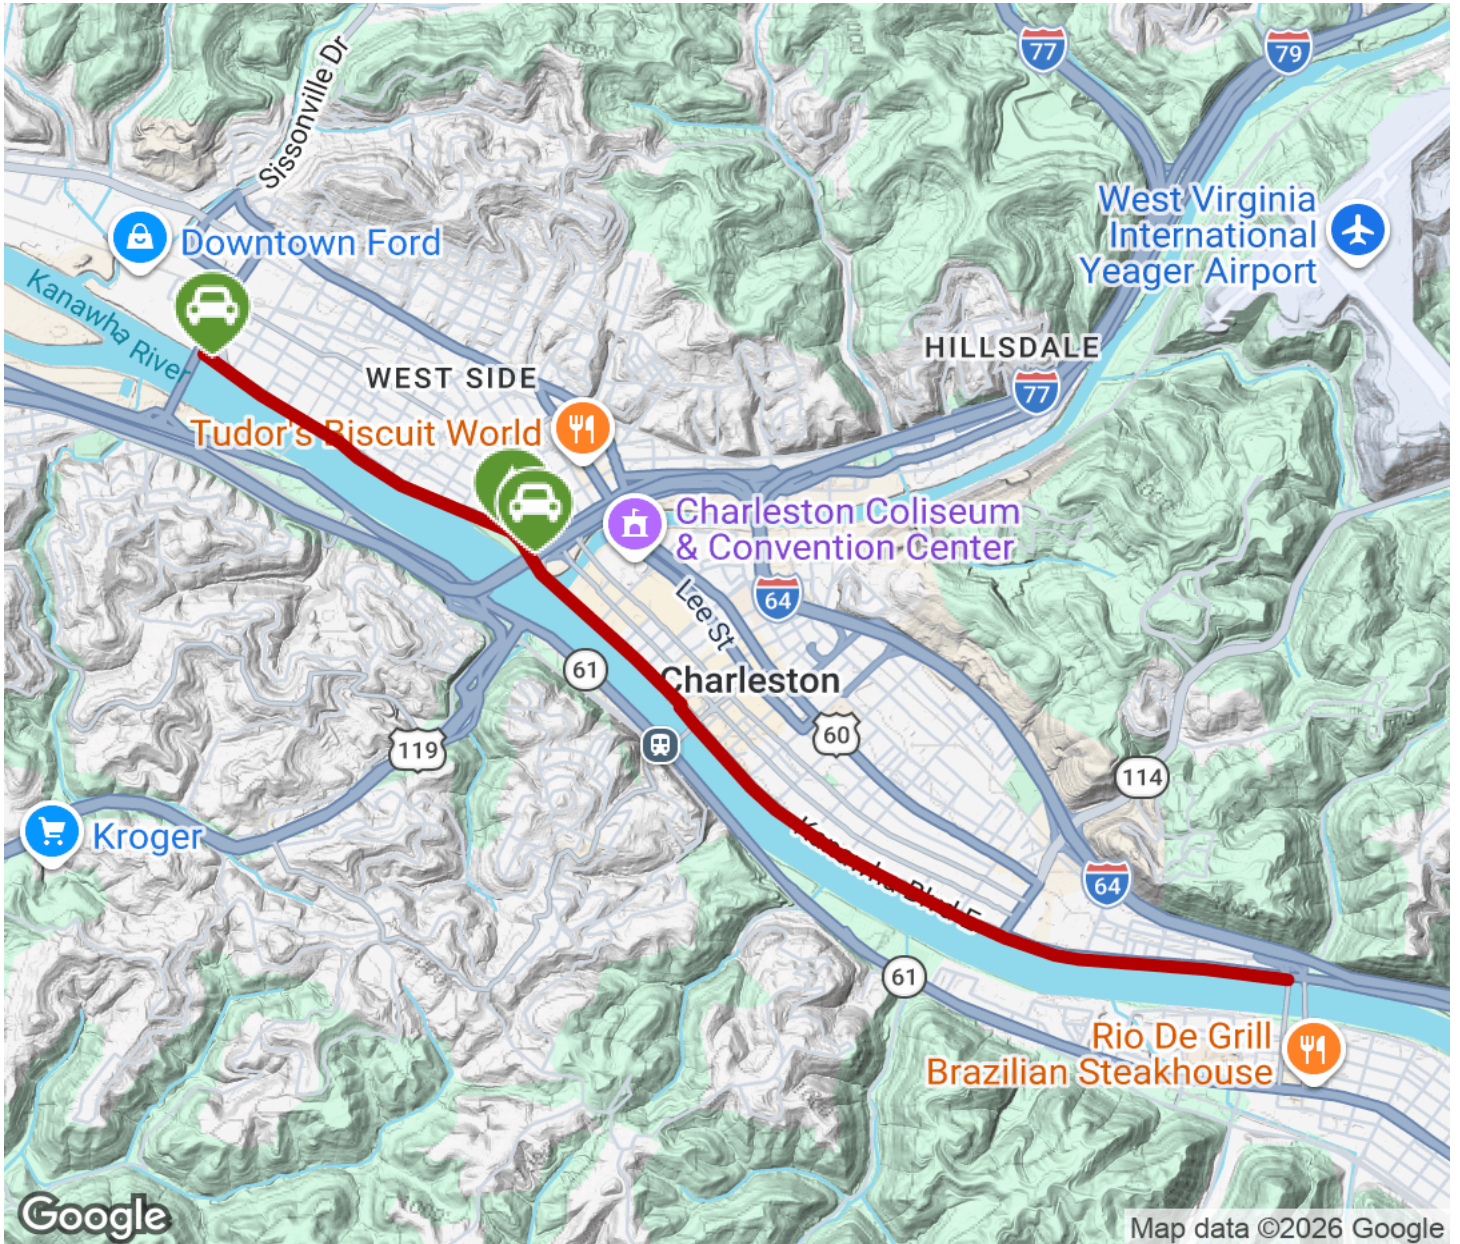 77
79
Sissonville Dr
West Virginia
International
Yeager Airport
Downtown Ford
Kanawha River
HILLSDALE
77
WEST SIDE
Tudor's Biscuit World
Charleston Coliseum
& Convention Center
64
Lee St
61
Charleston
60
119
114
Kroger
Kanawha Blvd E
64
61
Rio De Grill
Brazilian Steakhouse
Google
Map data ©2026 Google